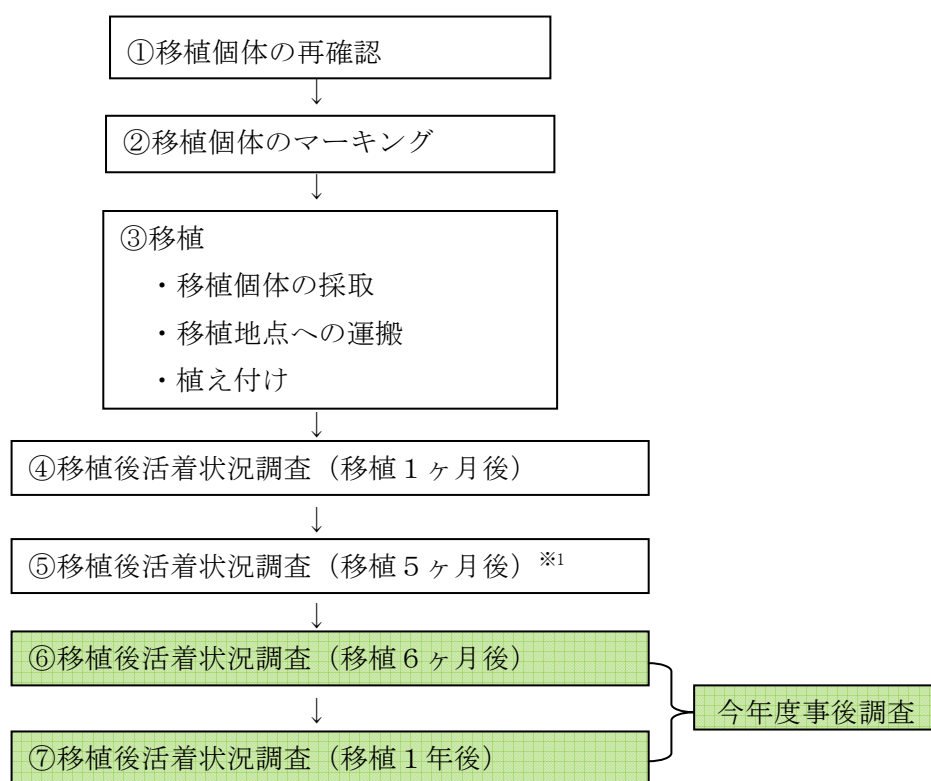 ①移植個体の再確認
↓
②移植個体のマーキング
↓
③移植
・移植個体の採取
・移植地点への運搬
・植え付け
↓
④移植後活着状況調査（移植１ヶ月後）
↓
⑤移植後活着状況調査（移植５ヶ月後）※1
↓
⑥移植後活着状況調査（移植６ヶ月後）
今年度事後調査
↓
⑦移植後活着状況調査（移植１年後）